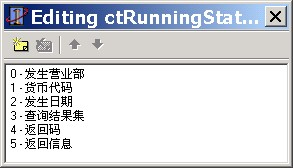 Editing ctRunningStat...
0 - 发生营业部
1 - 货币代码
2 - 发生日期
3 - 查询结果集
4 - 返回码
5 - 返回信息